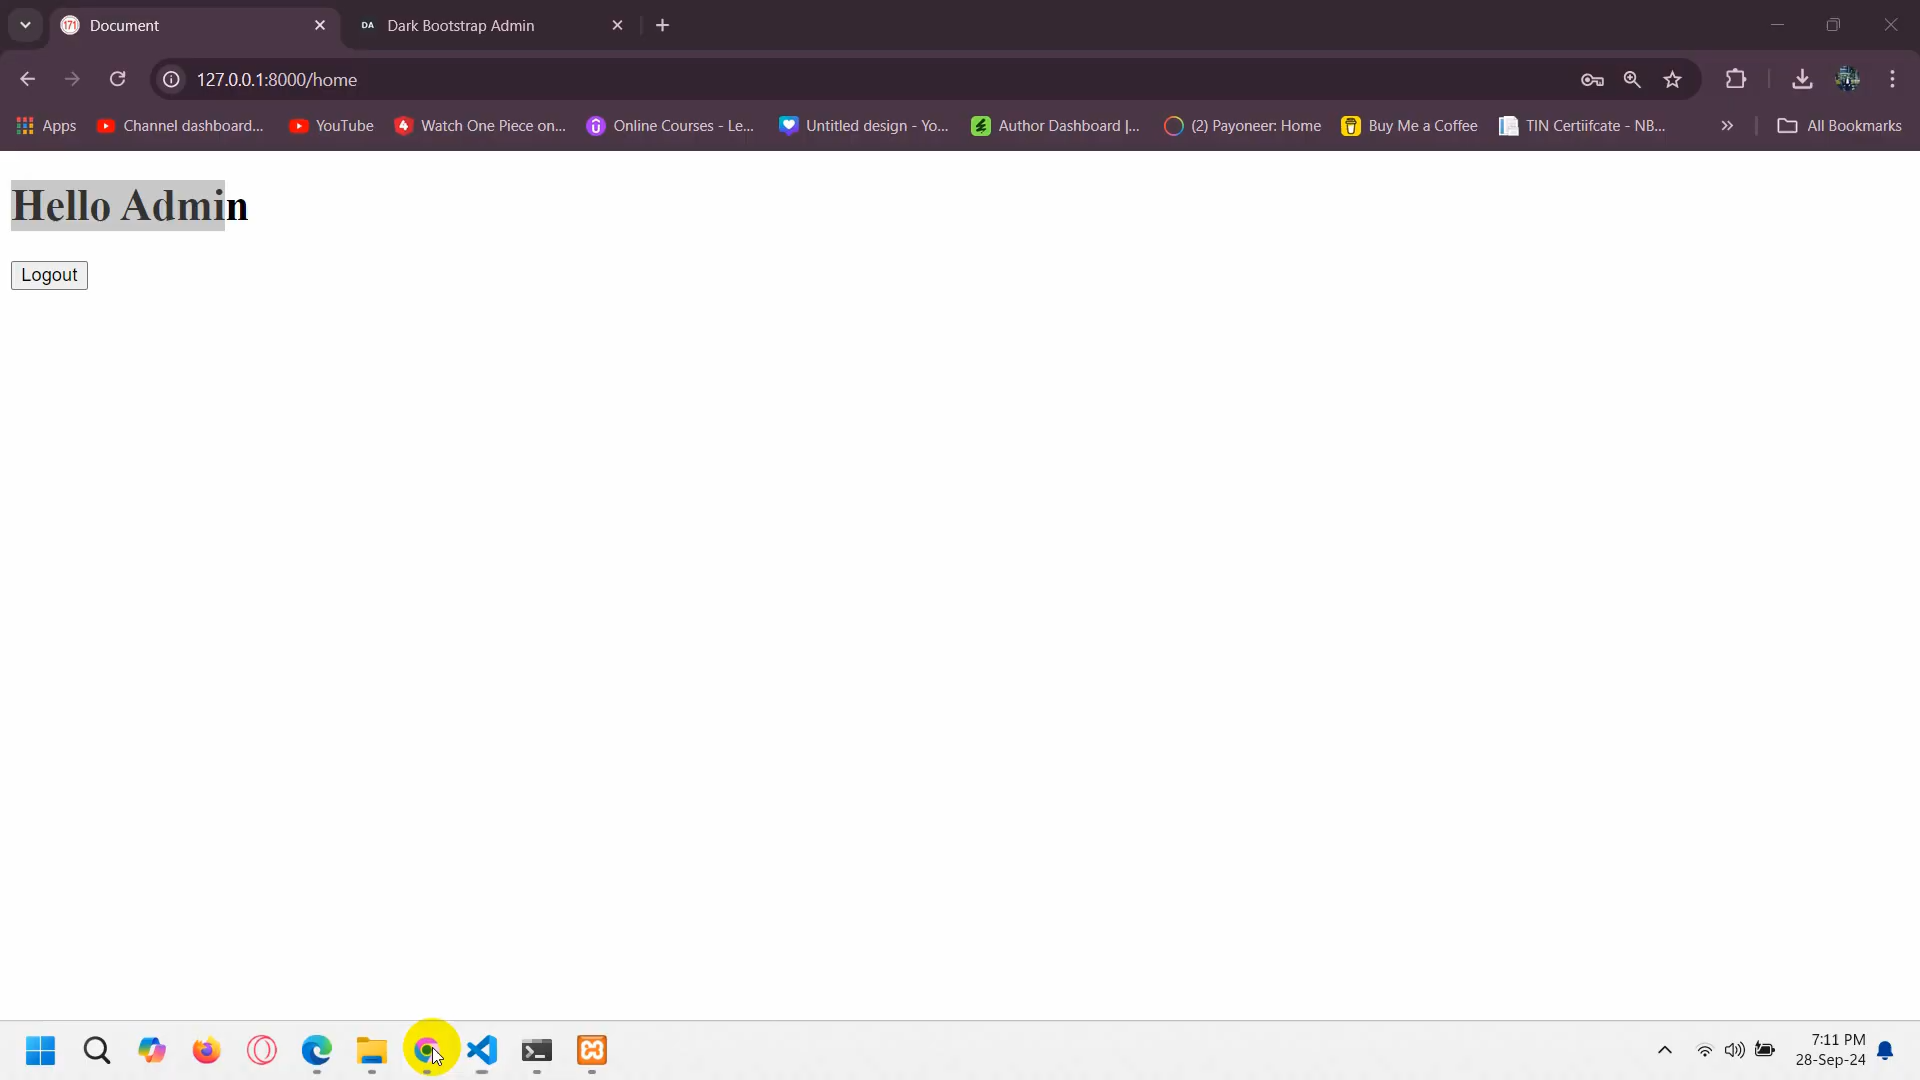 Document
DA Dark Bootstrap Admin
127.0.0.1:8000/home
Apps Channel dashboard... YouTube Watch One Piece on... Online Courses - Le... Untitled design - Yo... Author Dashboard |... (2) Payoneer: Home Buy Me a Coffee TIN Certiifcate - NB... All Bookmarks
Hello Admin
Logout
7:11 PM
28-Sep-24